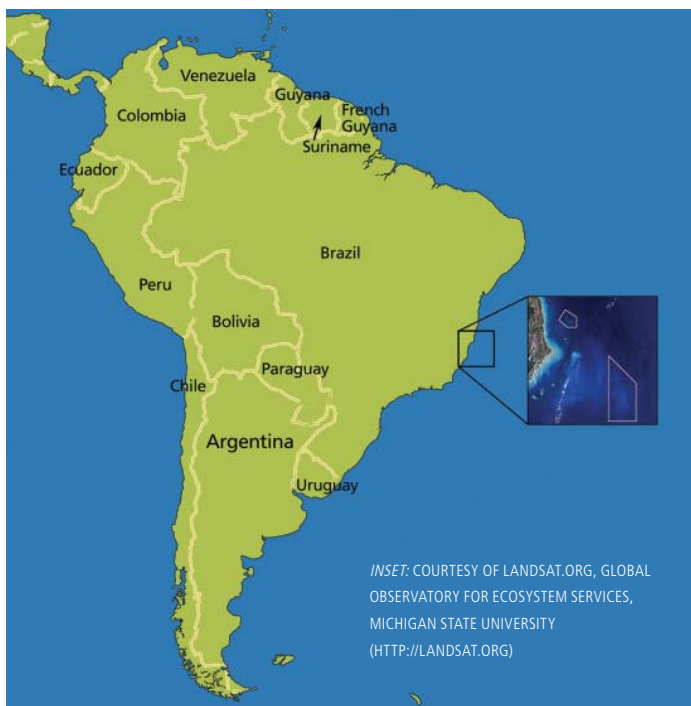 Venezuela
Guyana
French
Guyana
Colombia
Suriname
Ecuador
Brazil
Peru
Bolivia
Paraguay
Chile
Argentina
Uruguay
INSET: COURTESY OF LANDSAT.ORG, GLOBAL
OBSERVATORY FOR ECOSYSTEM SERVICES,
MICHIGAN STATE UNIVERSITY
(HTTP://LANDSAT.ORG)